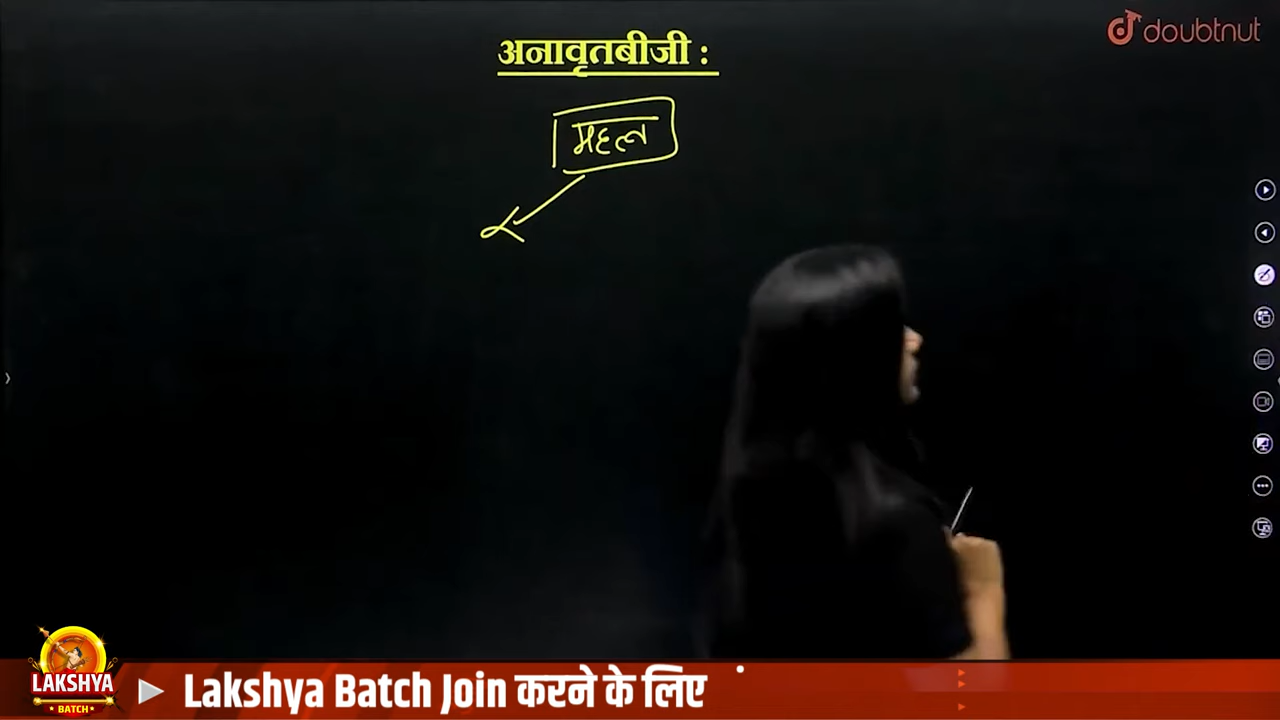 doubtnut
अनावृतबीजी :
महत्व
LAKSHYA
BATCH
Lakshya Batch Join करने के लिए